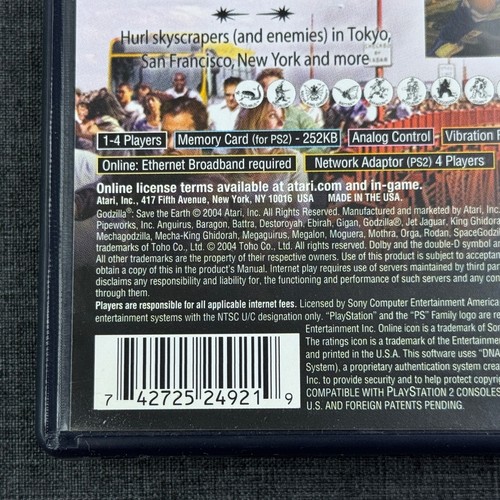 Hurl skyscrapers (and enemies) in Tokyo,
San Francisco, New York and more
1-4 Players Memory Card (for PS2) - 252KB Analog Control Vibration
Online: Ethernet Broadband required Network Adaptor (PS2) 4 Players
Online license terms available at atari.com and in-game.
Atari, Inc., 417 Fifth Avenue, New York, NY 10016 USA MADE IN THE USA.
Godzilla®: Save the Earth © 2004 Atari, Inc. All Rights Reserved. Manufactured and marketed by Atari, Inc.
Pipeworks, Inc. Anguirus, Baragon, Battra, Destoroyah, Ebirah, Gigan, Godzilla®, Jet Jaguar, King Ghidorah,
Mechagodzilla, Mecha-King Ghidorah, Megaguirus, Megalon, Moguera, Mothra, Orga, Rodan, SpaceGodzi
trademarks of Toho Co., Ltd. © 2004 Toho Co., Ltd. All rights reserved. Dolby and the double-D symbol ar
All other trademarks are the property of their respective owners. Use of this product is subject to acceptan
obtain a copy of this in the product's Manual. Internet play requires use of servers maintained by third par
disclaims any responsibility and liability for, the functioning and performance of such servers and any con
through them.
Players are responsible for all applicable internet fees. Licensed by Sony Computer Entertainment America
entertainment systems with the NTSC U/C designation only. "PlayStation" and the "PS" Family logo are re
Entertainment Inc. Online icon is a trademark of Son
The ratings icon is a trademark of the Entertainment
and printed in the U.S.A. This software uses "DNA
System), a proprietary authentication system crea
Inc. to provide security and to help protect copyrig
COMPATIBLE WITH PLAYSTATION 2 CONSOLES
U.S. AND FOREIGN PATENTS PENDING.
7 42725 24921 9